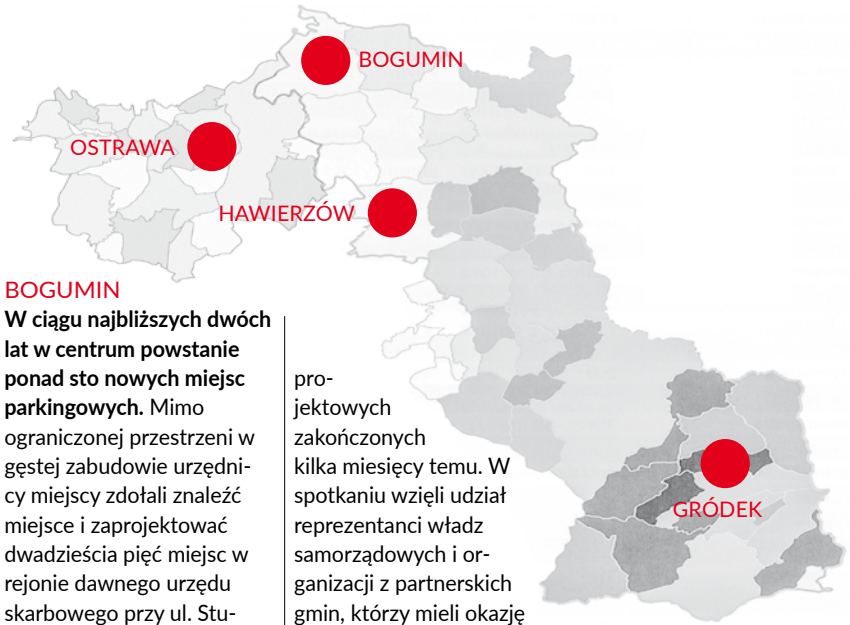 BOGUMIN
OSTRAWA
HAWIERZÓW
GRÓDEK
BOGUMIN
W ciągu najbliższych dwóch
lat w centrum powstanie
ponad sto nowych miejsc
parkingowych. Mimo
ograniczonej przestrzeni w
gęstej zabudowie urzędni-
cy miejscy zdołali znaleźć
miejsce i zaprojektować
dwadzieścia pięć miejsc w
rejonie dawnego urzędu
skarbowego przy ul. Stu-
pro-
jektowych
zakończonych
kilka miesięcy temu. W
spotkaniu wzięli udział
reprezentanci władz
samorządowych i or-
ganizacji z partnerskich
gmin, którzy mieli okazję